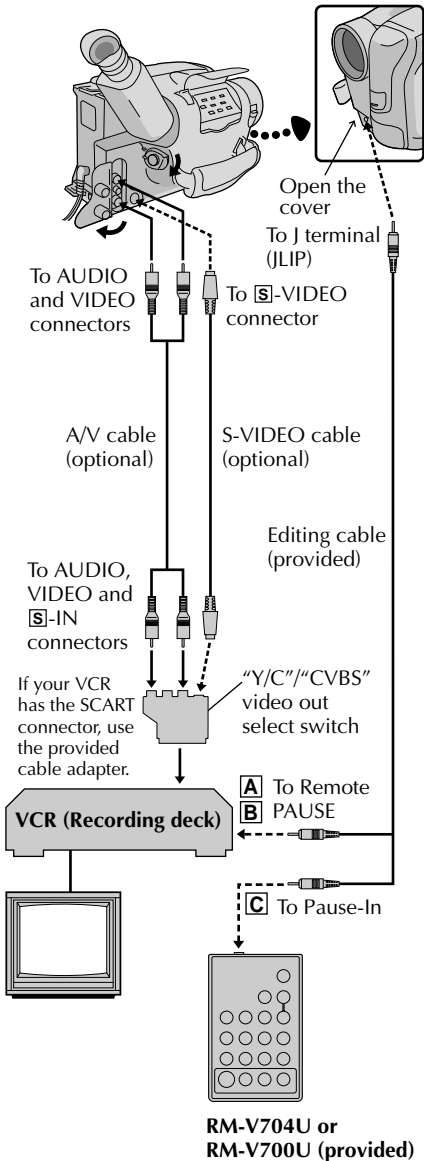 Open the
cover
To J terminal
(JLIP)
To AUDIO
and VIDEO
connectors
To S-VIDEO
connector
A/V cable
(optional)
S-VIDEO cable
(optional)
Editing cable
(provided)
To AUDIO,
VIDEO and
S-IN
connectors
If your VCR
has the SCART
connector, use
the provided
cable adapter.
“Y/C”/“CVBS”
video out
select switch
A To Remote
B PAUSE
VCR (Recording deck)
C To Pause-In
RM-V704U or
RM-V700U (provided)